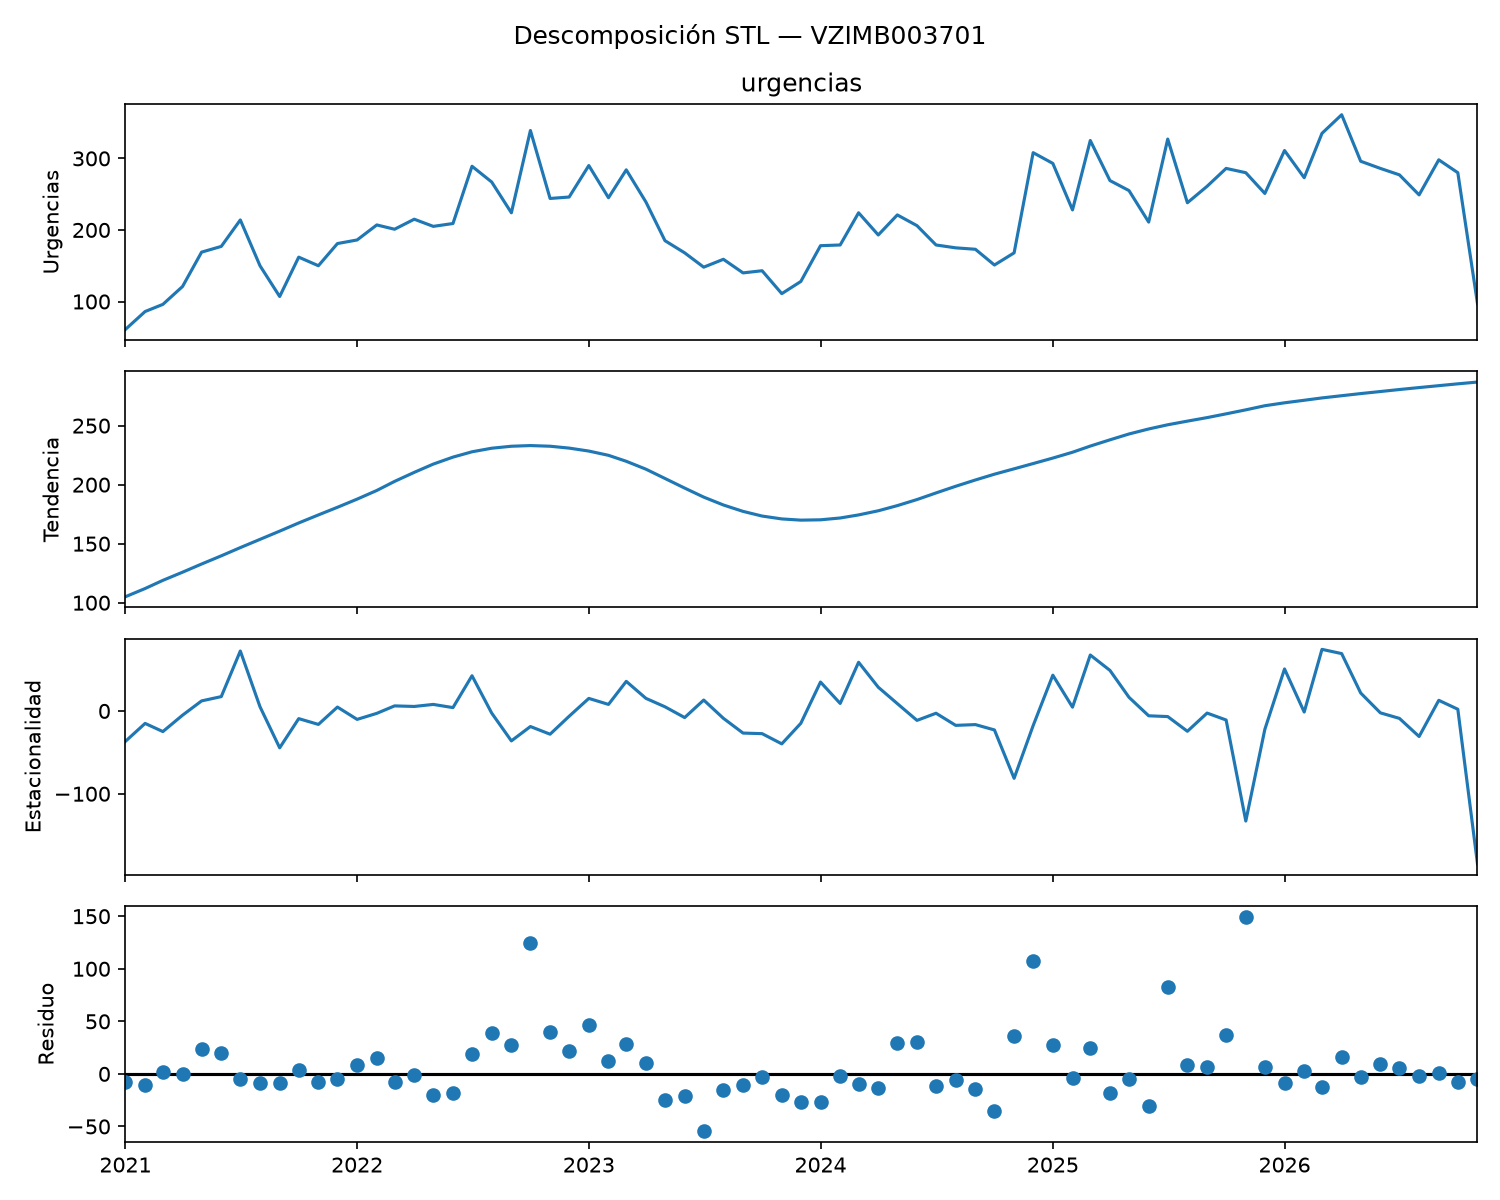 Descomposición STL — VZIMB003701
urgencias
Urgencias
300
200
100
Tendencia
250
200
150
100
Estacionalidad
0
−100
Residuo
150
100
50
0
−50
2021 2022 2023 2024 2025 2026